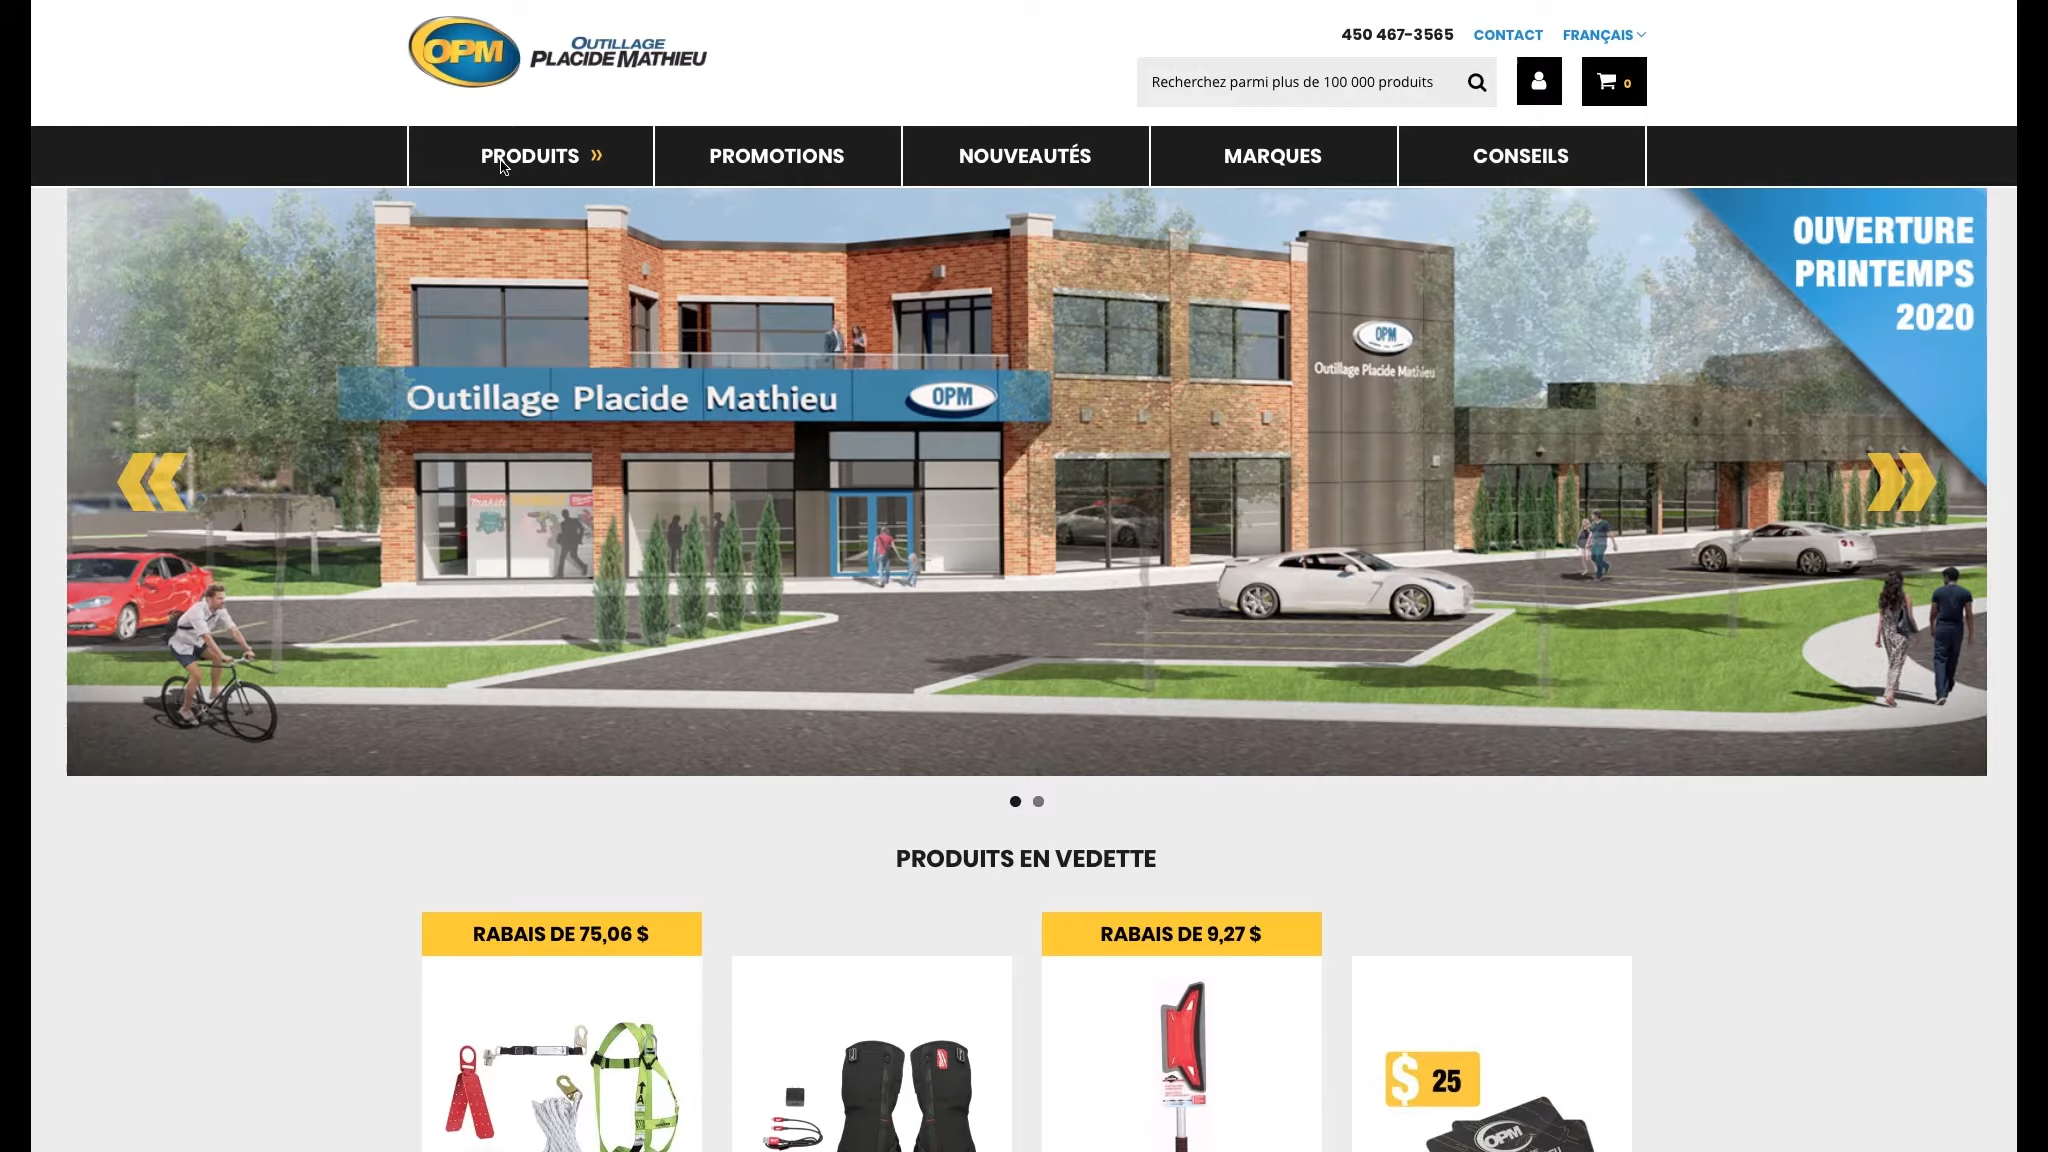 OPM
OUTILLAGE
PLACIDE MATHIEU
450 467-3565
CONTACT
FRANÇAIS
Recherchez parmi plus de 100 000 produits
0
PRODUITS »
PROMOTIONS
NOUVEAUTÉS
MARQUES
CONSEILS
OUVERTURE
PRINTEMPS
2020
OPM
Outillage Placide Mathieu
Outillage Placide Mathieu
OPM
Makita
PRODUITS EN VEDETTE
RABAIS DE 75,06 $
RABAIS DE 9,27 $
$ 25
OPM